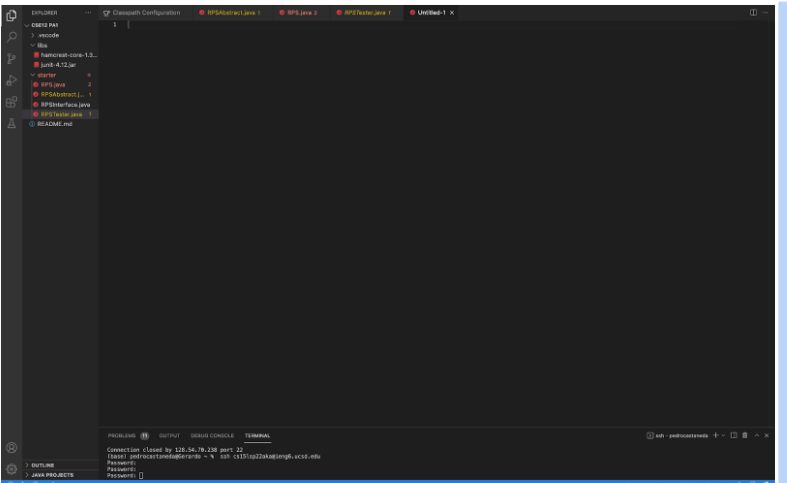 EXPLORER
Classpath Configuration
RPSAbstract.java 1
RPS.java 2
RPSTester.java 1
Untitled-1
CSE12 PA1
.vscode
libs
hamcrest-core-1.3...
junit-4.12.jar
starter
RPS.java 2
RPSAbstract.j... 1
RPSInterface.java
RPSTester.java 1
README.md
1
PROBLEMS 11 OUTPUT DEBUG CONSOLE TERMINAL
ssh - pedrocastaneda
Connection closed by 128.54.70.238 port 22
(base) pedrocastaneda@Gerardo ~ % ssh cs15lsp22aka@ieng6.ucsd.edu
Password:
Password:
Password:
OUTLINE
JAVA PROJECTS